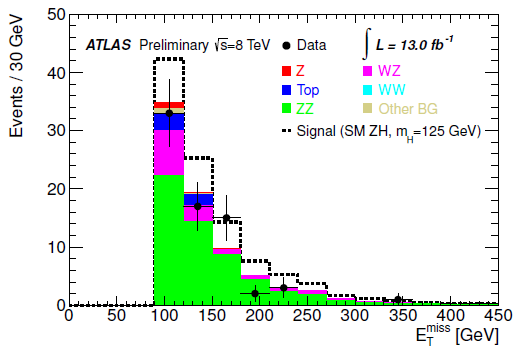 Events / 30 GeV
50
40
30
20
10
0
ATLAS Preliminary √s=8 TeV
Data
∫ L = 13.0 fb⁻¹
Z
WZ
Top
WW
ZZ
Other BG
Signal (SM ZH, m_H=125 GeV)
0 50 100 150 200 250 300 350 400 450
E_T^miss [GeV]